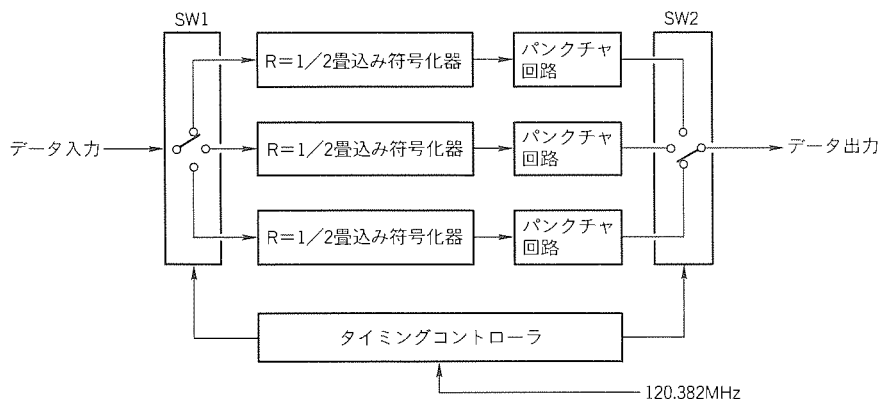 SW1
SW2
R=1/2畳込み符号化器
パンクチャ
回路
データ入力
R=1/2畳込み符号化器
パンクチャ
回路
データ出力
R=1/2畳込み符号化器
パンクチャ
回路
タイミングコントローラ
120.382MHz